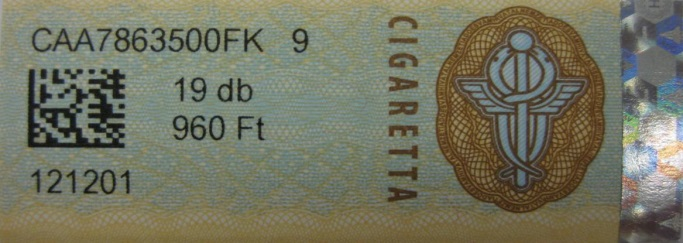 CAA7863500FK 9
19 db
960 Ft
121201
CIGARETTA